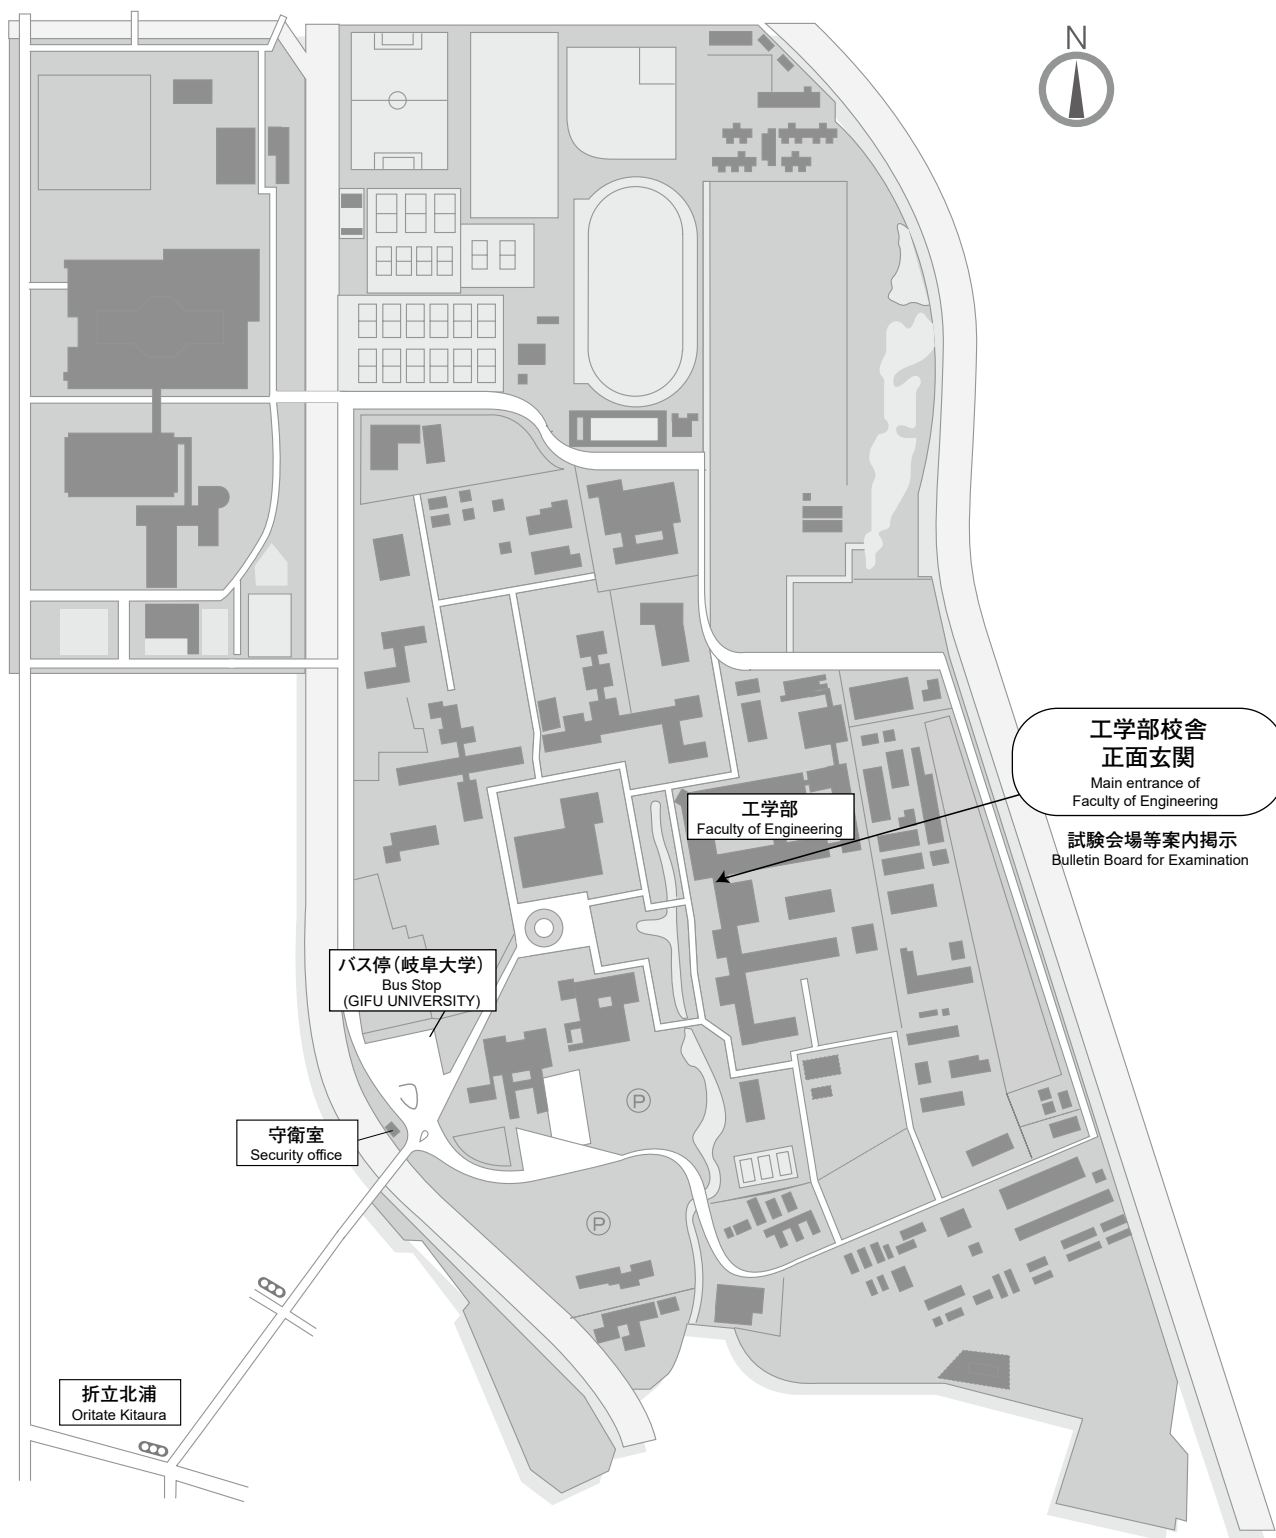 N
工学部校舎
正面玄関
Main entrance of
Faculty of Engineering
工学部
Faculty of Engineering
試験会場等案内掲示
Bulletin Board for Examination
バス停(岐阜大学)
Bus Stop
(GIFU UNIVERSITY)
P
守衛室
Security office
P
折立北浦
Oritate Kitaura